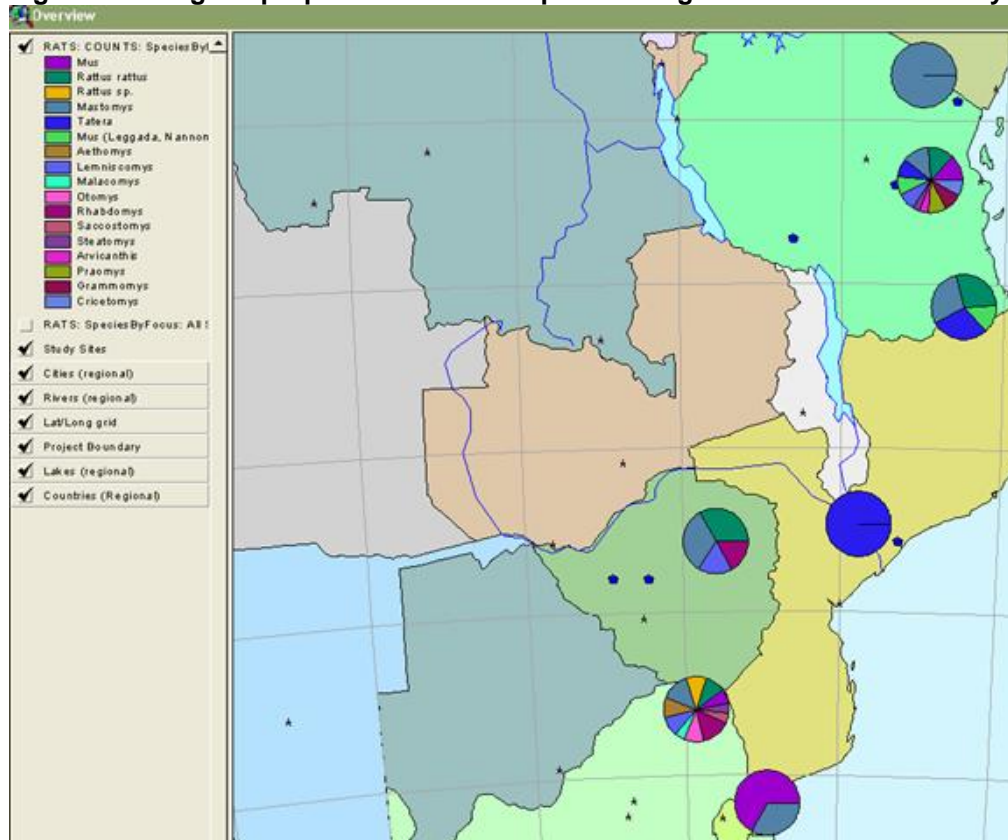 Overview
RATS: COUNTS: SpeciesByF
Mus
Rattus rattus
Rattus sp.
Mastomys
Tatera
Mus (Leggada, Nannon
Aethomys
Lemniscomys
Malacomys
Otomys
Rhabdomys
Saccostomys
Steatomys
Arvicanthis
Praomys
Grammomys
Cricetomys
RATS: SpeciesByFocus: All
Study Sites
Cities (regional)
Rivers (regional)
Lat/Long grid
Project Boundary
Lakes (regional)
Countries (Regional)